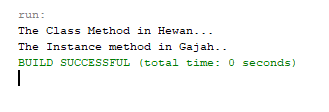 run:
The Class Method in Hewan...
The Instance method in Gajah..
BUILD SUCCESSFUL (total time: 0 seconds)